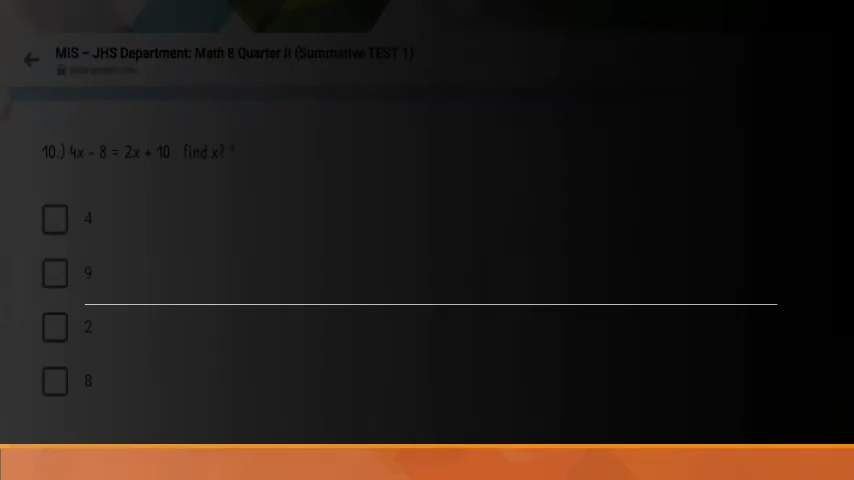 MIS – JHS Department: Math 8 Quarter II (Summative TEST 1)
10.) 4x - 8 = 2x + 10 find x? *
4
9
2
8